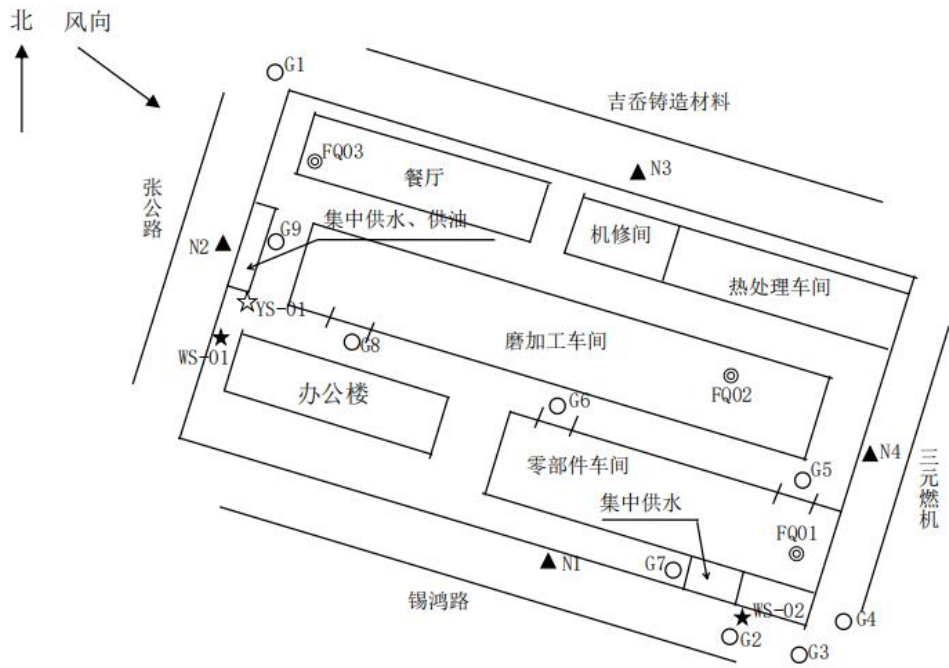 北 风向
G1
吉岙铸造材料
FQ03
餐厅
N3
张公路
集中供水、供油
机修间
N2
G9
热处理车间
YS-01
WS-01
G8
磨加工车间
办公楼
FQ02
G6
零部件车间
N4
G5
三元燃机
集中供水
FQ01
N1
G7
锡鸿路
WS-02
G2
G4
G3